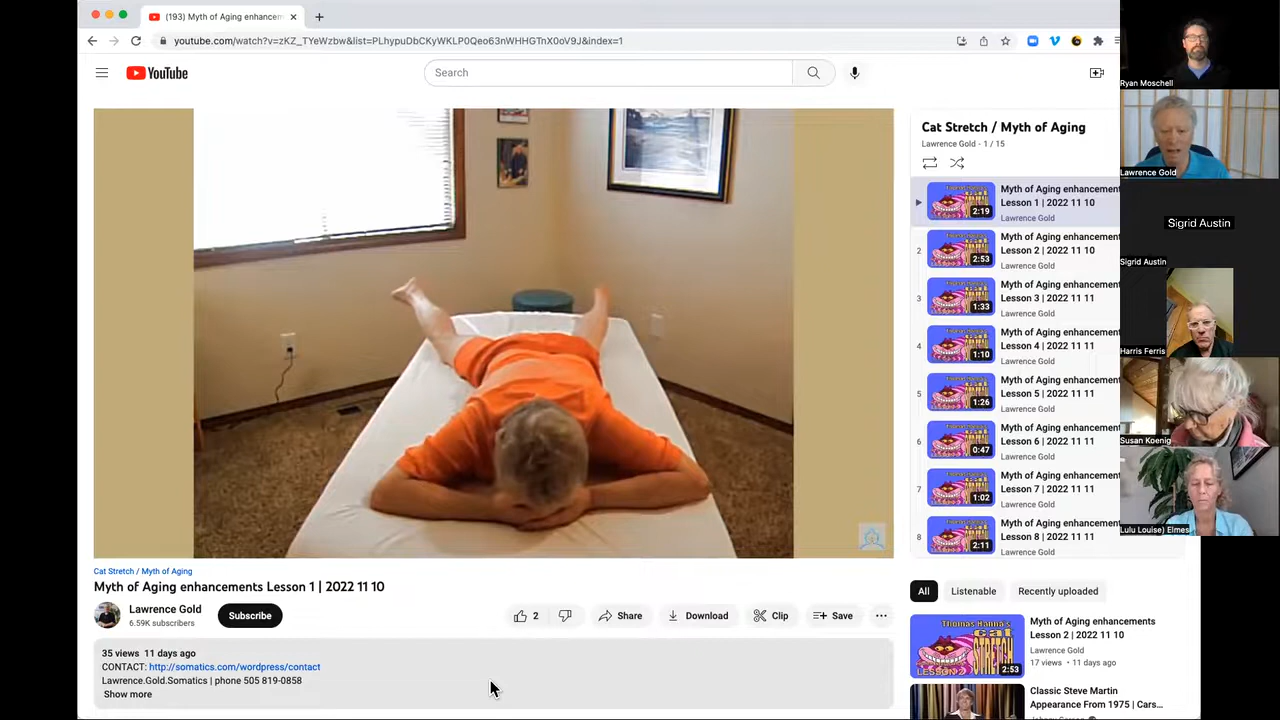 (193) Myth of Aging enhancem
youtube.com/watch?v=zKZ_TYeWzbw&list=PLhypuDbCKyWKLP0Qeo63nWHHGTnX0oV9J&index=1
YouTube
Search
Cat Stretch / Myth of Aging
Lawrence Gold - 1 / 15
Myth of Aging enhancement
Lesson 1 | 2022 11 10
Lawrence Gold
2:19
2
Myth of Aging enhancement
Lesson 2 | 2022 11 10
Lawrence Gold
2:53
3
Myth of Aging enhancement
Lesson 3 | 2022 11 11
Lawrence Gold
1:33
4
Myth of Aging enhancement
Lesson 4 | 2022 11 11
Lawrence Gold
1:10
5
Myth of Aging enhancement
Lesson 5 | 2022 11 11
Lawrence Gold
1:26
6
Myth of Aging enhancement
Lesson 6 | 2022 11 11
Lawrence Gold
0:47
7
Myth of Aging enhancement
Lesson 7 | 2022 11 11
Lawrence Gold
1:02
8
Myth of Aging enhancement
Lesson 8 | 2022 11 11
Lawrence Gold
2:11
Cat Stretch / Myth of Aging
Myth of Aging enhancements Lesson 1 | 2022 11 10
Lawrence Gold
6.59K subscribers
Subscribe
2
Share
Download
Clip
Save
35 views 11 days ago
CONTACT: http://somatics.com/wordpress/contact
Lawrence.Gold.Somatics | phone 505 819-0858
Show more
All
Listenable
Recently uploaded
Thomas Hanna's
cat
STRETCH
LESSON 2
2:53
Myth of Aging enhancements
Lesson 2 | 2022 11 10
Lawrence Gold
17 views • 11 days ago
Classic Steve Martin
Appearance From 1975 | Cars...
Ryan Moschell
Lawrence Gold
Sigrid Austin
Sigrid Austin
Harris Ferris
Susan Koenig
Lulu Louise) Elmes